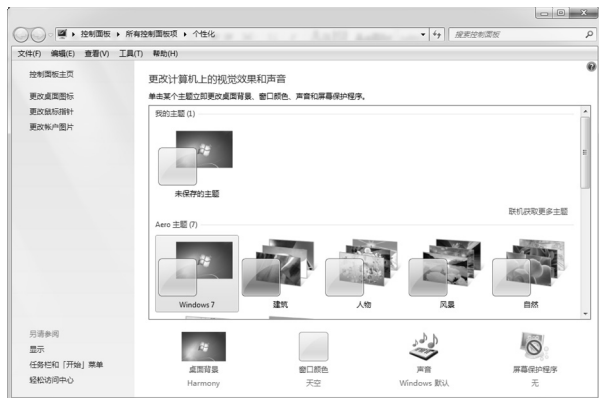 控制面板 ▸ 所有控制面板项 ▸ 个性化
搜索控制面板
文件(F) 编辑(E) 查看(V) 工具(T) 帮助(H)
控制面板主页
更改桌面图标
更改鼠标指针
更改帐户图片
更改计算机上的视觉效果和声音
单击某个主题立即更改桌面背景、窗口颜色、声音和屏幕保护程序。
我的主题 (1)
未保存的主题
联机获取更多主题
Aero 主题 (7)
Windows 7 建筑 人物 风景 自然
另请参阅
显示
任务栏和「开始」菜单
轻松访问中心
桌面背景
Harmony
窗口颜色
天空
声音
Windows 默认
屏幕保护程序
无